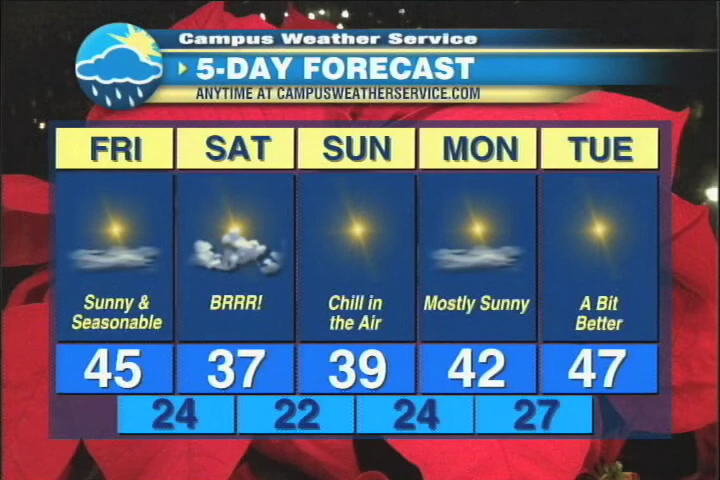 Campus Weather Service
5-DAY FORECAST
ANYTIME AT CAMPUSWEATHERSERVICE.COM
FRI SAT SUN MON TUE
Sunny & Seasonable
BRRR!
Chill in the Air
Mostly Sunny
A Bit Better
45 37 39 42 47
24 22 24 27